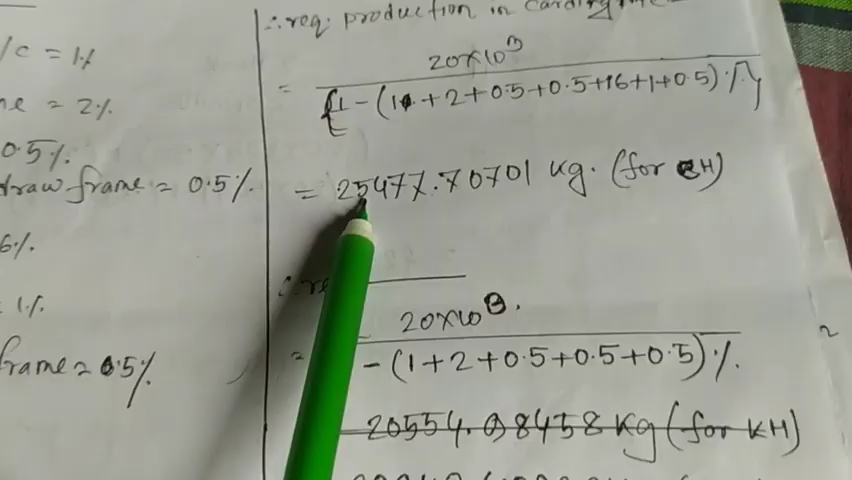 /c = 1%
ne = 2%
0.5%.
draw frame = 0.5%.
6%.
= 1%
frame = 0.5%
∴ req. production in carding
= 20×10³
{1 - (1 + 2 + 0.5 + 0.5 + 16 + 1 + 0.5) %}
= 25477.70701 kg. (for CH)
∴ re
= 20×10³.
- (1 + 2 + 0.5 + 0.5 + 0.5) %.
20554.98458 kg (for KH)